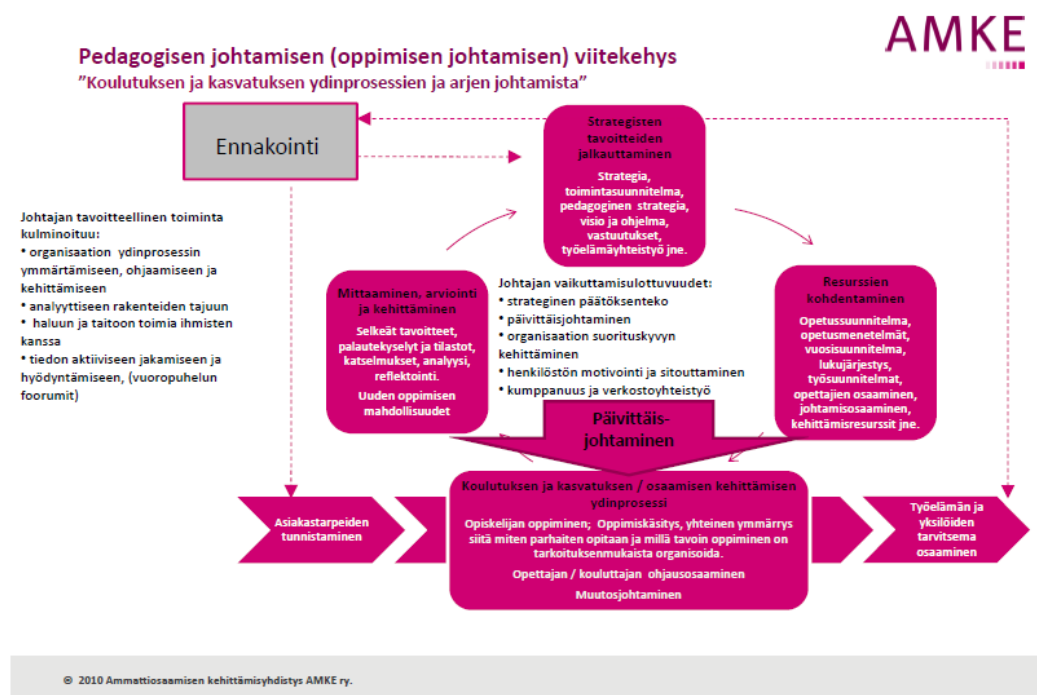 AMKE
Pedagogisen johtamisen (oppimisen johtamisen) viitekehys
”Koulutuksen ja kasvatuksen ydinprosessien ja arjen johtamista”
Ennakointi
Strategisten
tavoitteiden
jalkauttaminen
Strategia,
toimintasuunnitelma,
pedagoginen strategia,
visio ja ohjelma,
vastuutukset,
työelämäyhteistyö jne.
Johtajan tavoitteellinen toiminta
kulminoituu:
• organisaation ydinprosessin
ymmärtämiseen, ohjaamiseen ja
kehittämiseen
• analyyttiseen rakenteiden tajuun
• haluun ja taitoon toimia ihmisten
kanssa
• tiedon aktiiviseen jakamiseen ja
hyödyntämiseen, (vuoropuhelun
foorumit)
Mittaaminen, arviointi
ja kehittäminen
Selkeät tavoitteet,
palautekyselyt ja tilastot,
katselmukset, analyysi,
reflektointi.
Uuden oppimisen
mahdollisuudet
Johtajan vaikuttamisulottuvuudet:
• strateginen päätöksenteko
• päivittäisjohtaminen
• organisaation suorituskyvyn
kehittäminen
• henkilöstön motivointi ja sitouttaminen
• kumppanuus ja verkostoyhteistyö
Resurssien
kohdentaminen
Opetussuunnitelma,
opetusmenetelmät,
vuosisuunnitelma,
lukujärjestys,
työsuunnitelmat,
opettajien osaaminen,
johtamisosaaminen,
kehittämisresurssit jne.
Päivittäis-
johtaminen
Koulutuksen ja kasvatuksen / osaamisen kehittämisen
ydinprosessi
Opiskelijan oppiminen; Oppimiskäsitys, yhteinen ymmärrys
siitä miten parhaiten opitaan ja millä tavoin oppiminen on
tarkoituksenmukaista organisoida.
Opettajan / kouluttajan ohjausosaaminen
Muutosjohtaminen
Asiakastarpeiden
tunnistaminen
Työelämän ja
yksilöiden
tarvitsema
osaaminen
© 2010 Ammattiosaamisen kehittämisyhdistys AMKE ry.